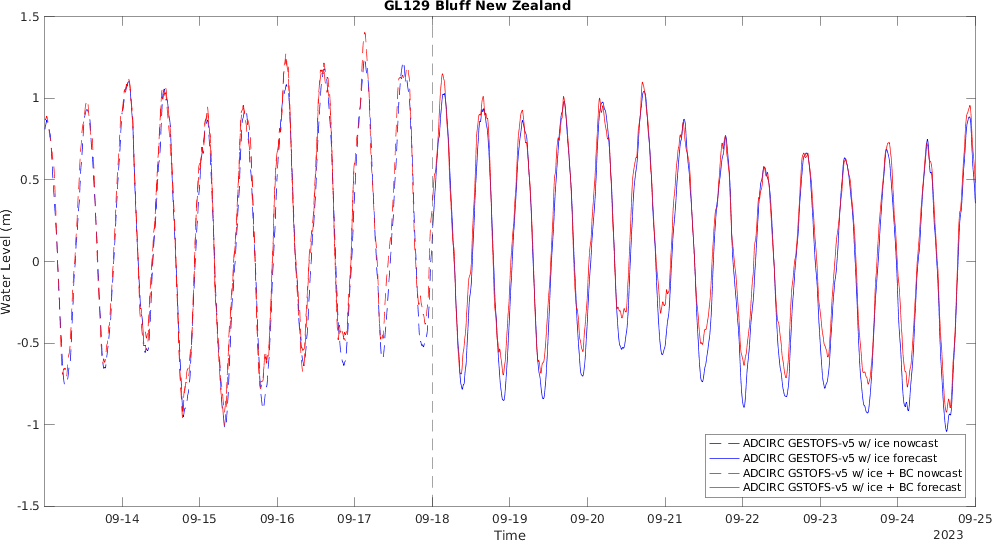 GL129 Bluff New Zealand
1.5
1
0.5
0
-0.5
-1
-1.5
Water Level (m)
ADCIRC GESTOFS-v5 w/ ice nowcast
ADCIRC GESTOFS-v5 w/ ice forecast
ADCIRC GSTOFS-v5 w/ ice + BC nowcast
ADCIRC GSTOFS-v5 w/ ice + BC forecast
09-14 09-15 09-16 09-17 09-18 09-19 09-20 09-21 09-22 09-23 09-24 09-25
Time
2023